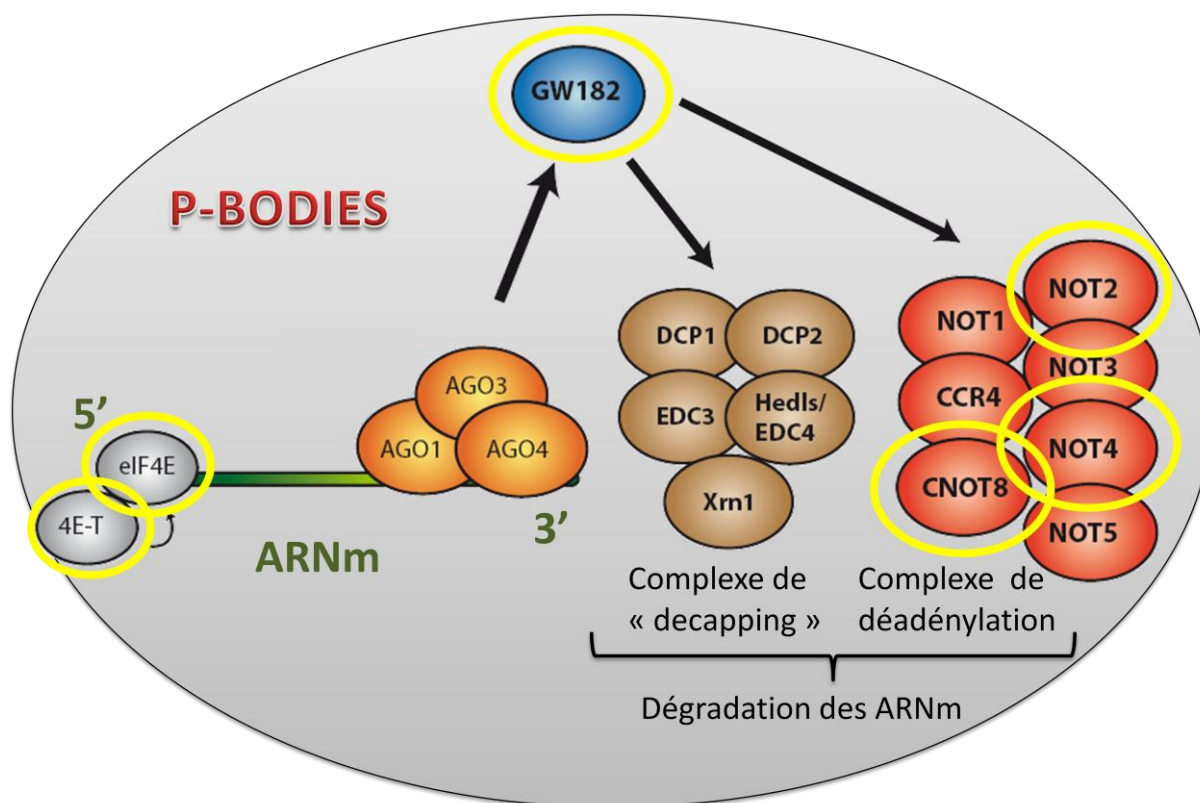 GW182
P-BODIES
5’
eIF4E
4E-T
ARNm
3’
AGO3
AGO1
AGO4
DCP1
DCP2
EDC3
Hedls/
EDC4
Xrn1
Complexe de
« decapping »
NOT1
NOT2
NOT3
CCR4
NOT4
CNOT8
NOT5
Complexe de
déadénylation
Dégradation des ARNm